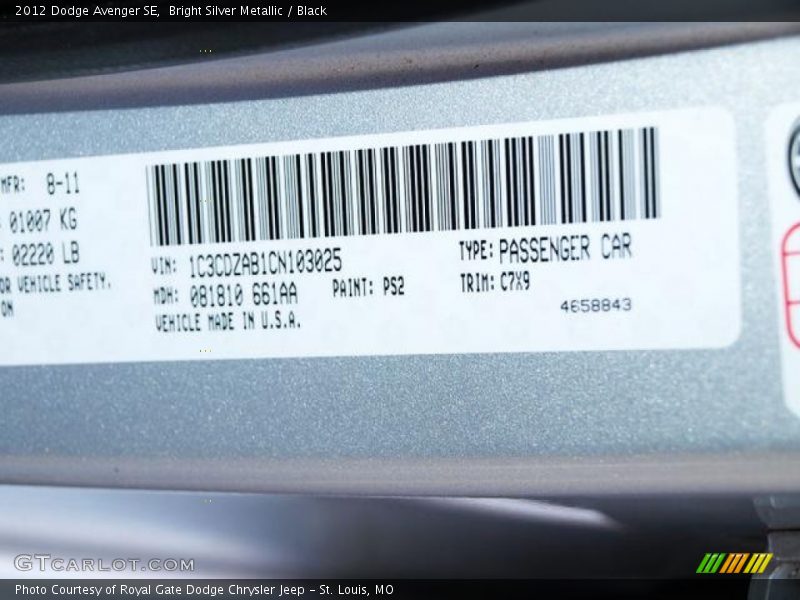 2012 Dodge Avenger SE,  Bright Silver Metallic / Black
MFR: 8-11
01007 KG
02220 LB
OR VEHICLE SAFETY.
ON
VIN: 1C3CDZAB1CN103025
TYPE: PASSENGER CAR
MDH: 081810 661AA
PAINT: PS2
TRIM: C7X9
VEHICLE MADE IN U.S.A.
4658843
GTCARLOT.COM
Photo Courtesy of Royal Gate Dodge Chrysler Jeep - St. Louis, MO